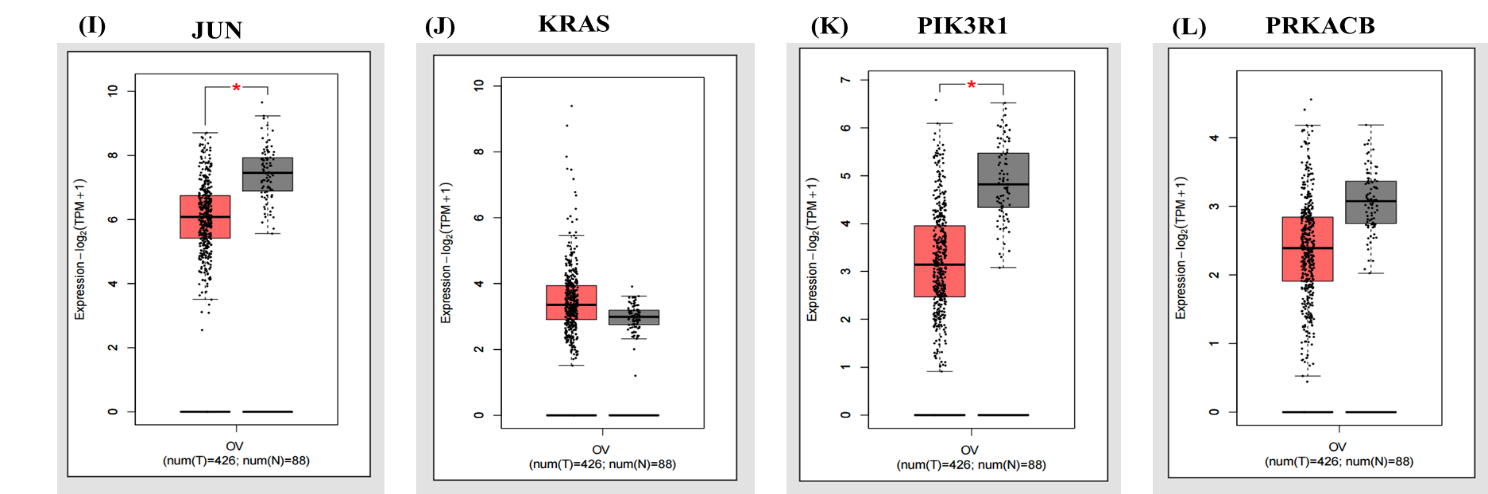 (I) JUN
Expression – log2(TPM + 1)
10
8
6
4
2
0
*
OV
(num(T)=426; num(N)=88)
(J) KRAS
Expression – log2(TPM + 1)
10
8
6
4
2
0
OV
(num(T)=426; num(N)=88)
(K) PIK3R1
Expression – log2(TPM + 1)
7
6
5
4
3
2
1
0
*
OV
(num(T)=426; num(N)=88)
(L) PRKACB
Expression – log2(TPM + 1)
4
3
2
1
0
OV
(num(T)=426; num(N)=88)